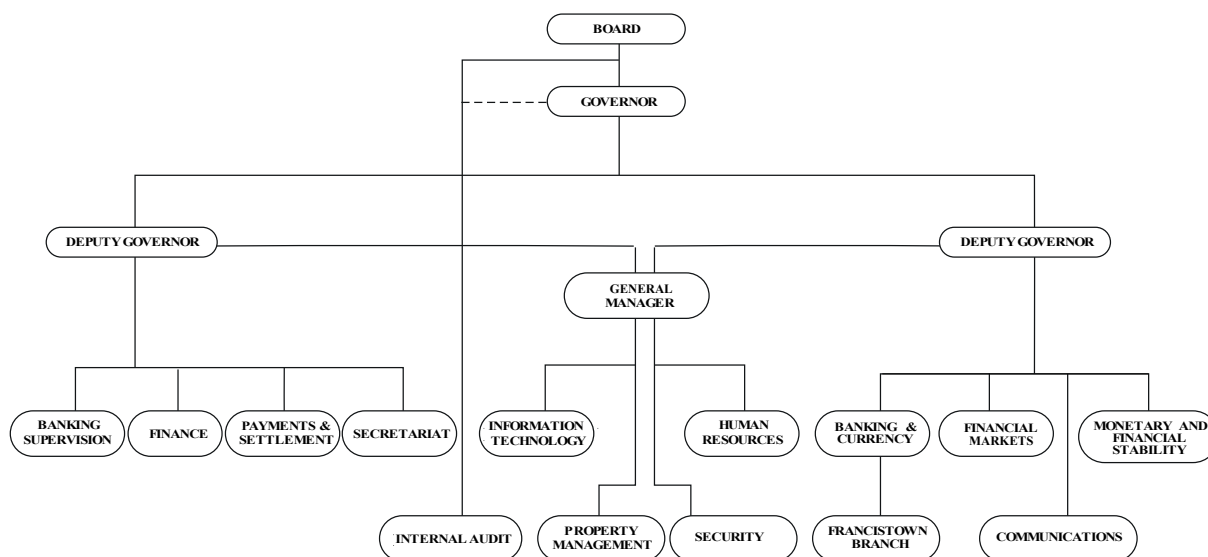 BOARD
GOVERNOR
DEPUTY GOVERNOR
DEPUTY GOVERNOR
GENERAL
MANAGER
BANKING
SUPERVISION
FINANCE
PAYMENTS &
SETTLEMENT
SECRETARIAT
INFORMATION
TECHNOLOGY
HUMAN
RESOURCES
BANKING &
CURRENCY
FINANCIAL
MARKETS
MONETARY AND
FINANCIAL
STABILITY
INTERNAL AUDIT
PROPERTY
MANAGEMENT
SECURITY
FRANCISTOWN
BRANCH
COMMUNICATIONS